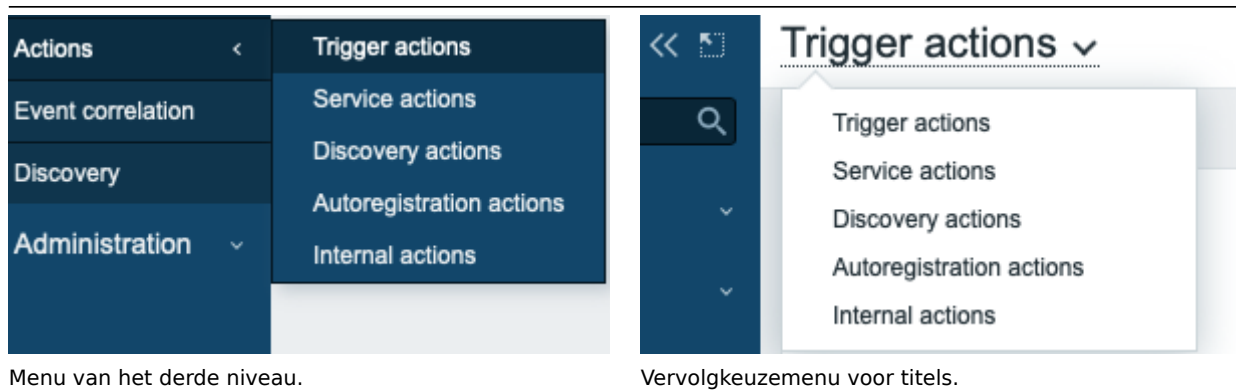 Actions
Event correlation
Discovery
Administration
Trigger actions
Service actions
Discovery actions
Autoregistration actions
Internal actions
Menu van het derde niveau.
Trigger actions
Trigger actions
Service actions
Discovery actions
Autoregistration actions
Internal actions
Vervolgkeuzemenu voor titels.